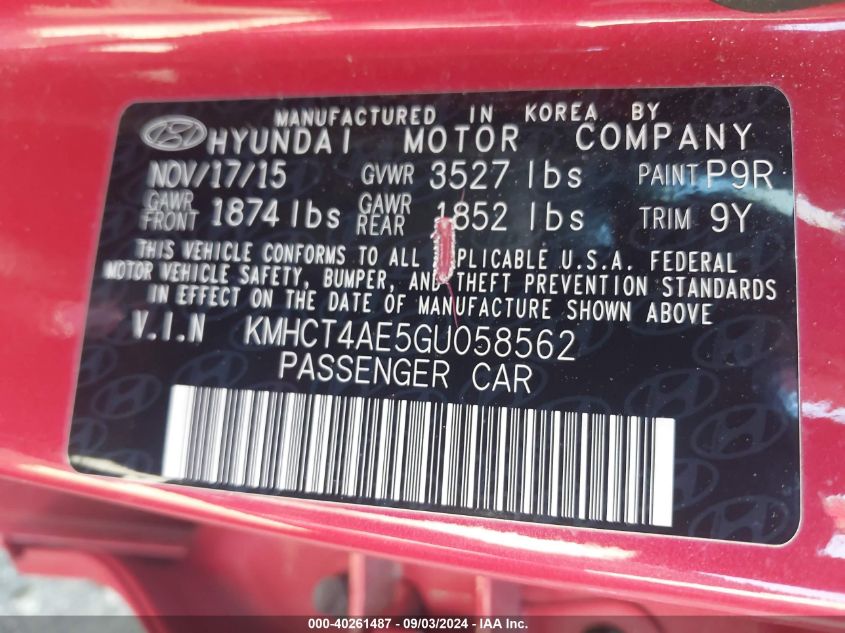 MANUFACTURED IN KOREA BY
HYUNDAI MOTOR COMPANY
NOV/17/15 GVWR 3527 lbs PAINT P9R
GAWR FRONT 1874 lbs GAWR REAR 1852 lbs TRIM 9Y
THIS VEHICLE CONFORMS TO ALL PLICABLE U.S.A. FEDERAL
MOTOR VEHICLE SAFETY, BUMPER, AND THEFT PREVENTION STANDARDS
IN EFFECT ON THE DATE OF MANUFACTURE SHOWN ABOVE
V.I.N KMHCT4AE5GU058562
PASSENGER CAR
000-40261487 - 09/03/2024 - IAA Inc.